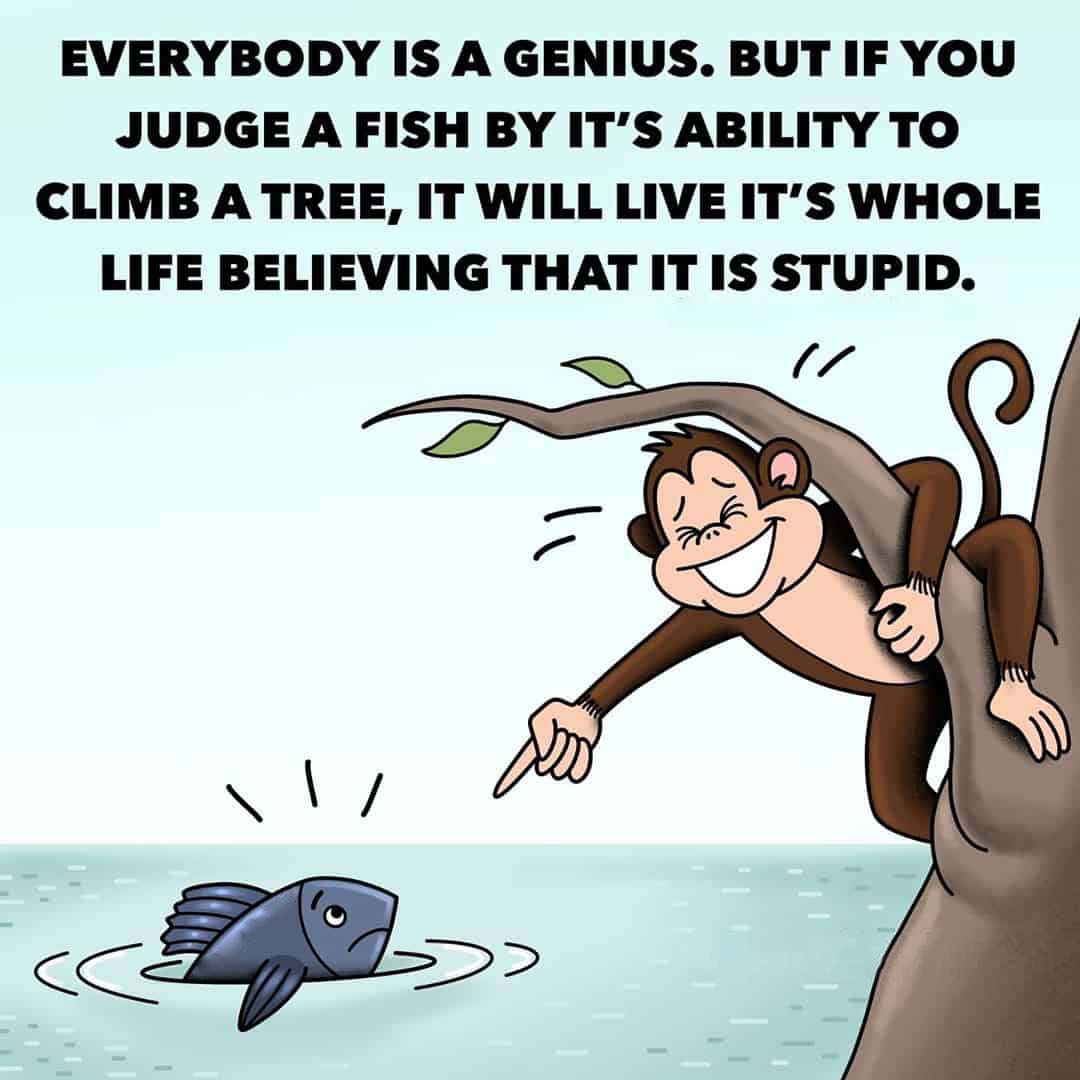 EVERYBODY IS A GENIUS. BUT IF YOU
JUDGE A FISH BY IT’S ABILITY TO
CLIMB A TREE, IT WILL LIVE IT’S WHOLE
LIFE BELIEVING THAT IT IS STUPID.